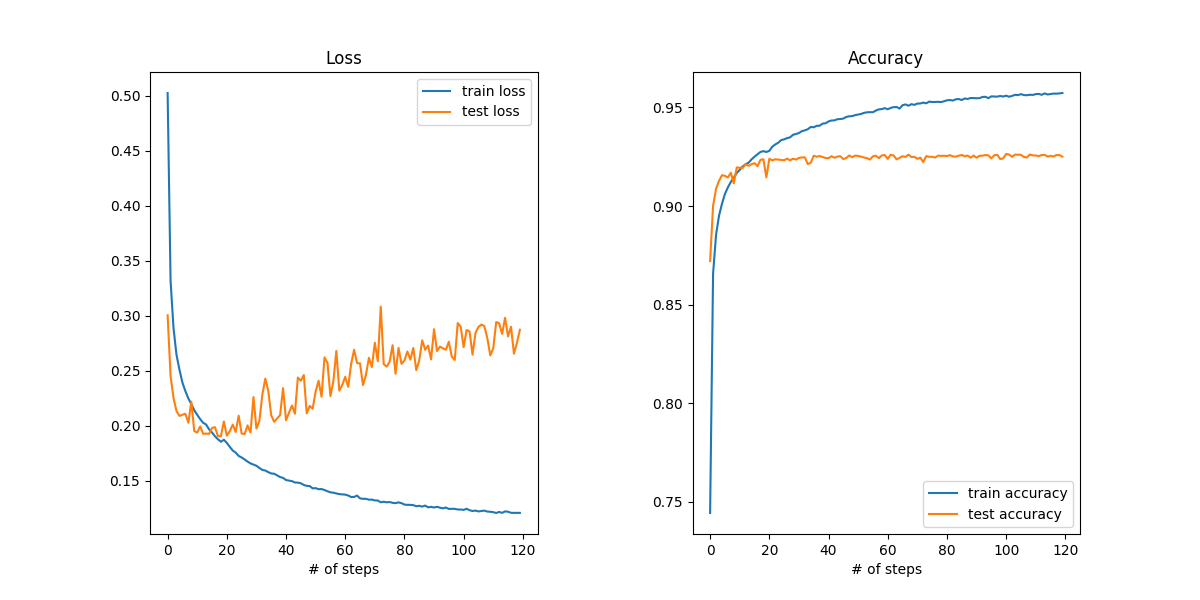 Loss
0.50
0.45
0.40
0.35
0.30
0.25
0.20
0.15
train loss
test loss
0 20 40 60 80 100 120
# of steps
Accuracy
0.95
0.90
0.85
0.80
0.75
train accuracy
test accuracy
0 20 40 60 80 100 120
# of steps